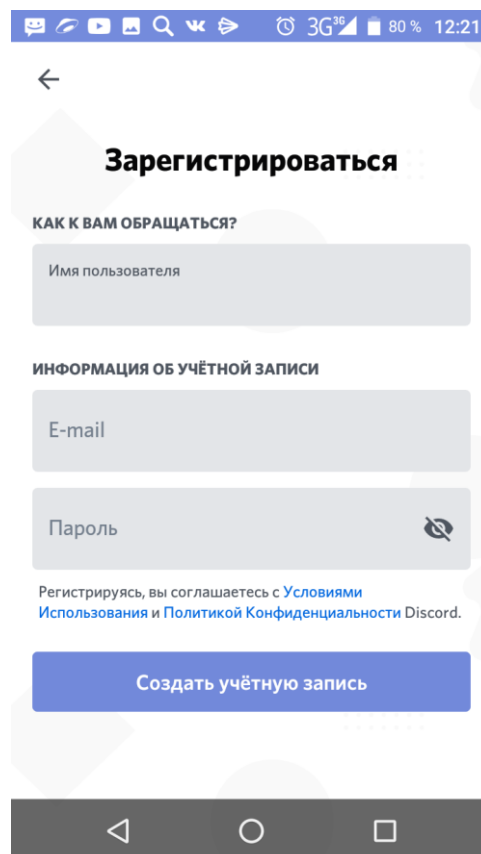 3G 3G 80 % 12:21
Зарегистрироваться
КАК К ВАМ ОБРАЩАТЬСЯ?
Имя пользователя
ИНФОРМАЦИЯ ОБ УЧЁТНОЙ ЗАПИСИ
E-mail
Пароль
Регистрируясь, вы соглашаетесь с Условиями
Использования и Политикой Конфиденциальности Discord.
Создать учётную запись